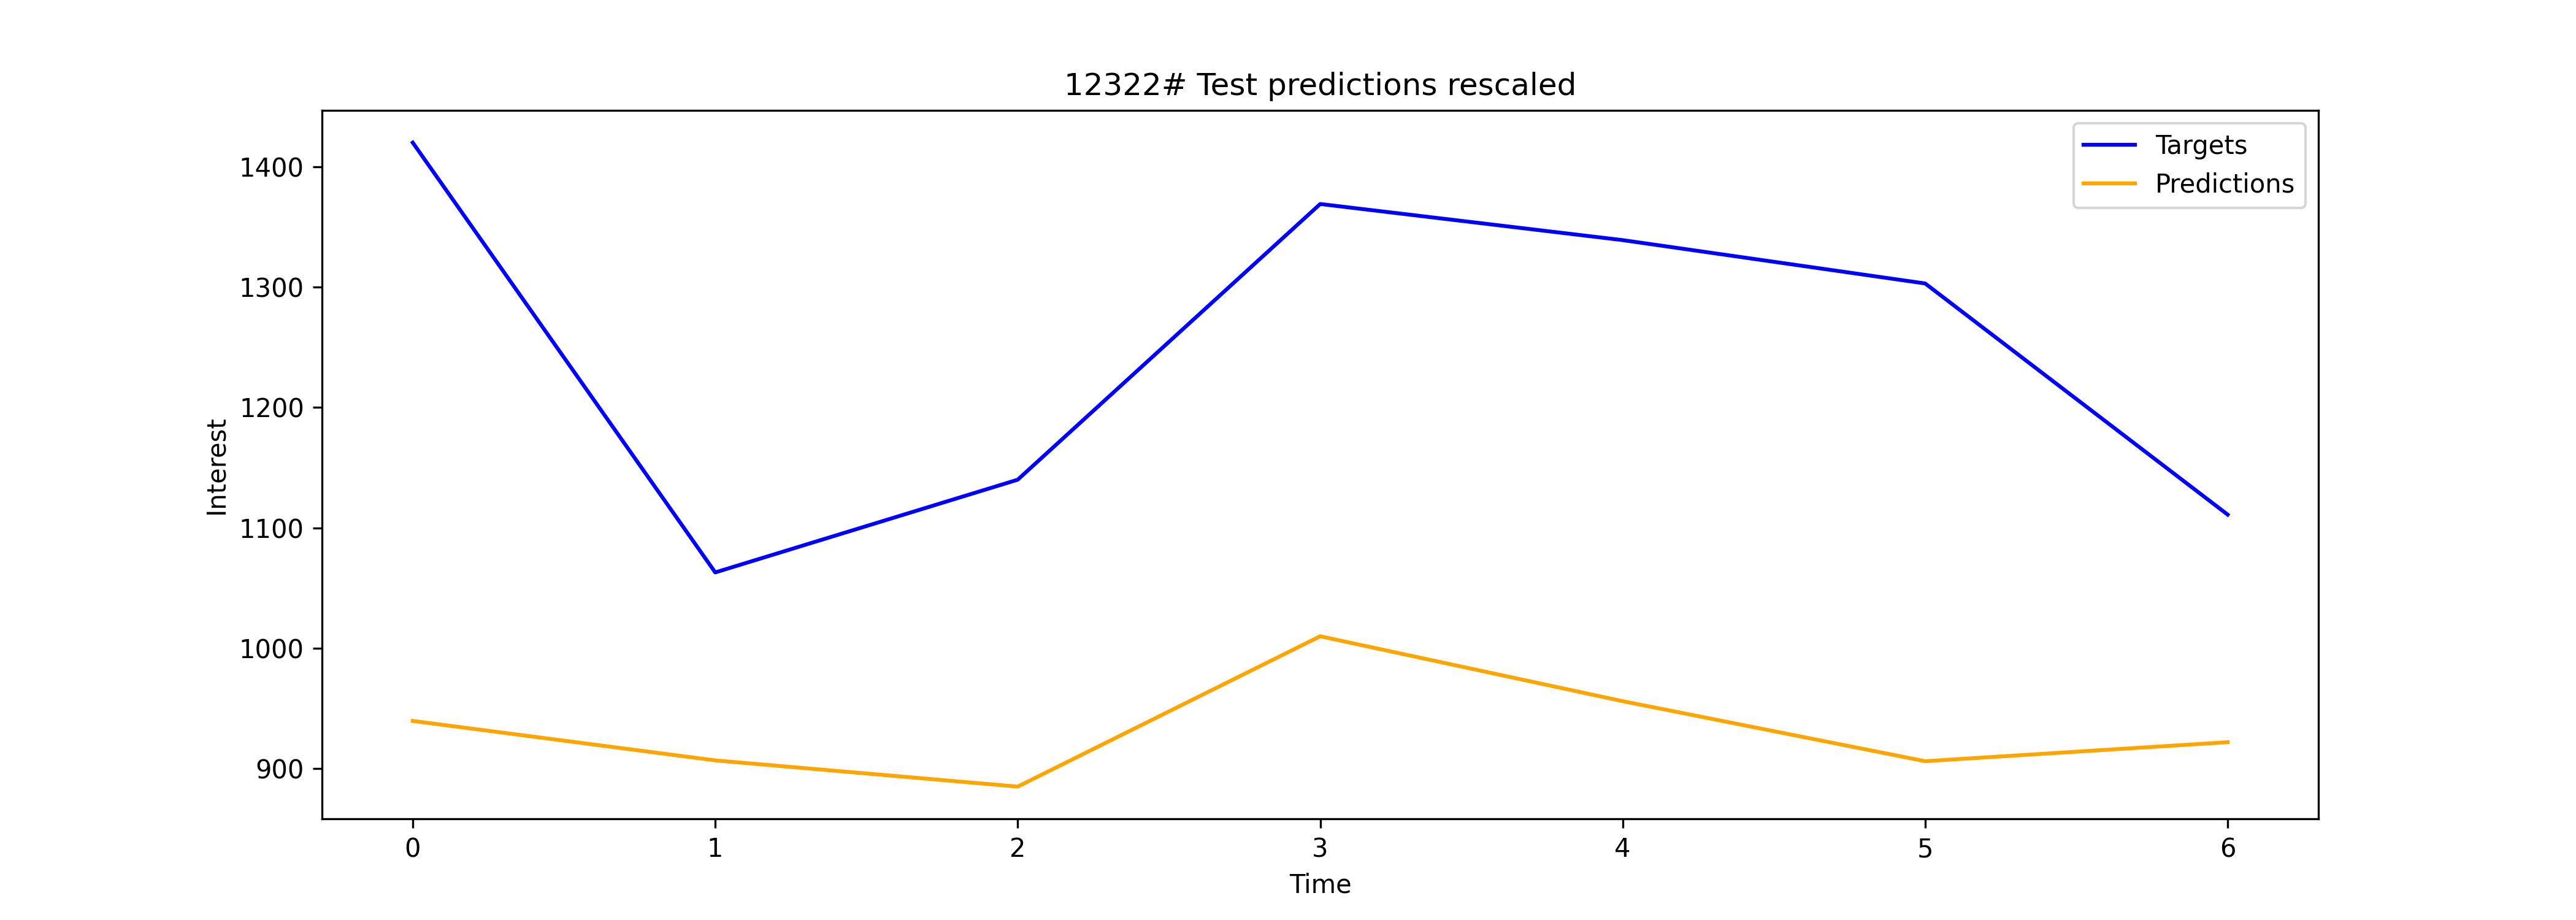 12322# Test predictions rescaled
Targets
Predictions
1400
1300
1200
1100
1000
900
Interest
0 1 2 3 4 5 6
Time